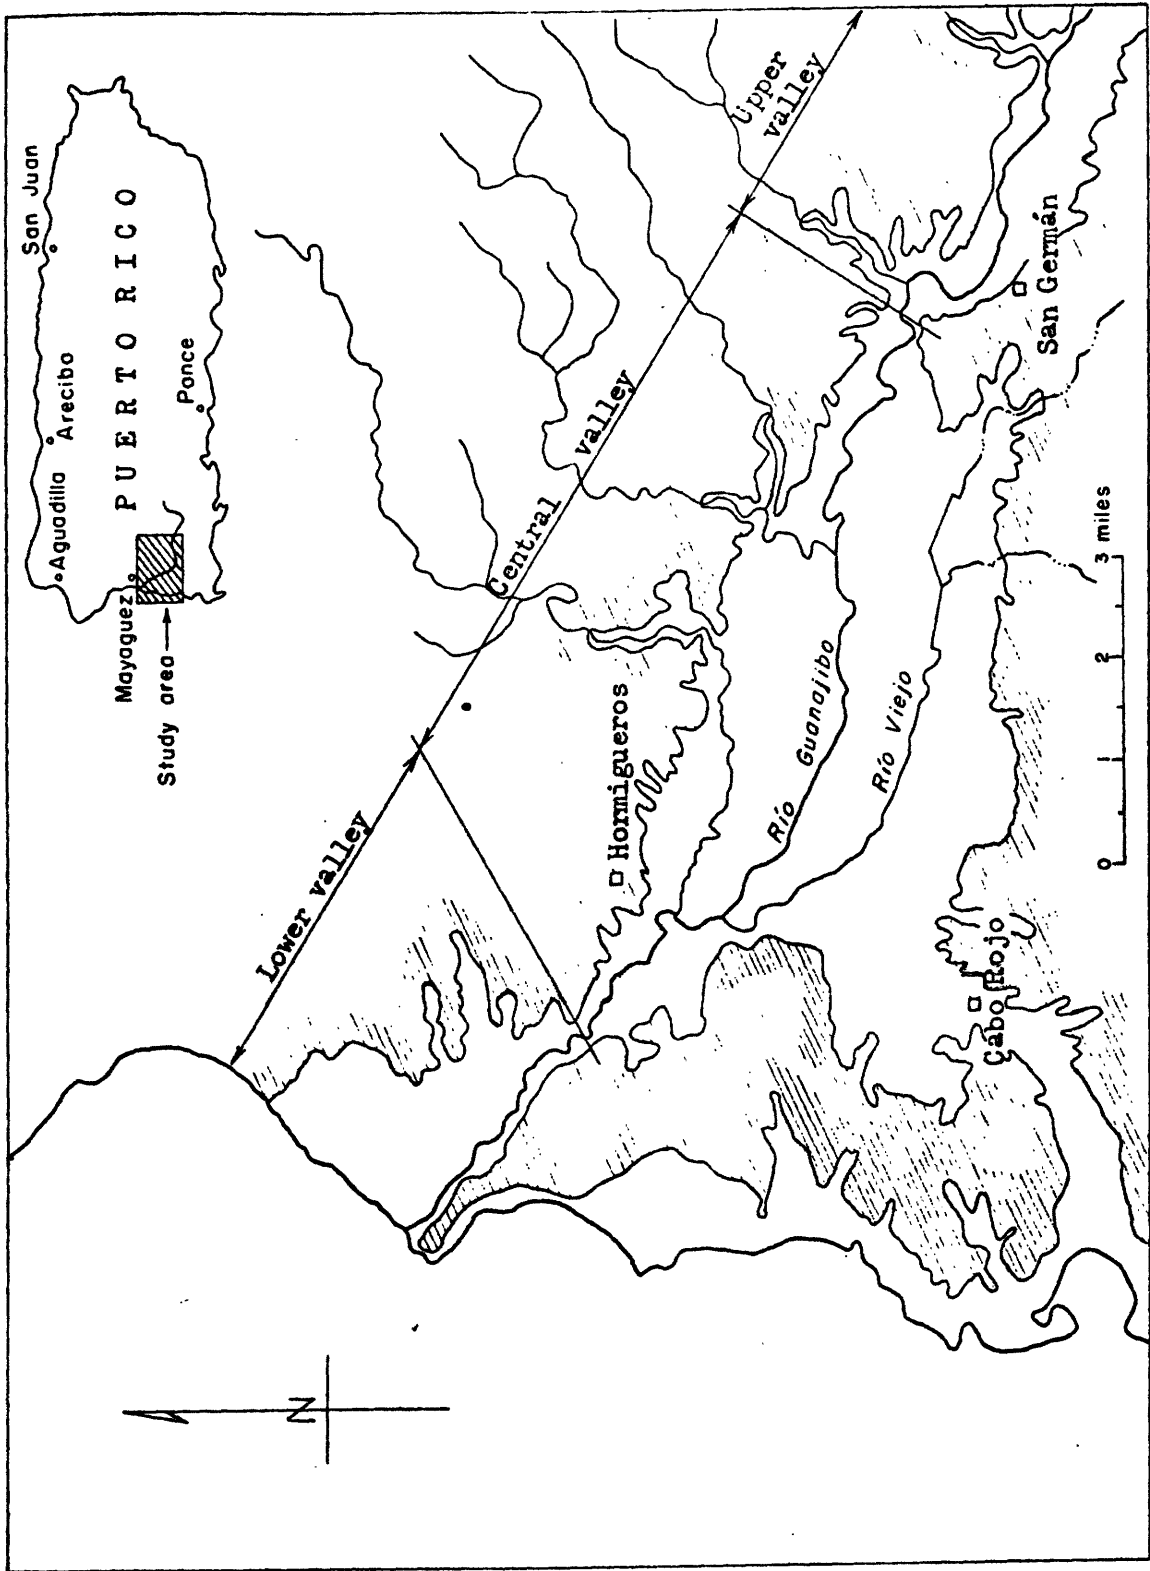 San Juan
Arecibo
Aguadilla
PUERTO RICO
Ponce
Mayaguez
Study area
Upper
valley
Central valley
Lower valley
San Germán
Hormigueros
Río Guanajibo
Río Viejo
Cabo Rojo
N
0 1 2 3 miles